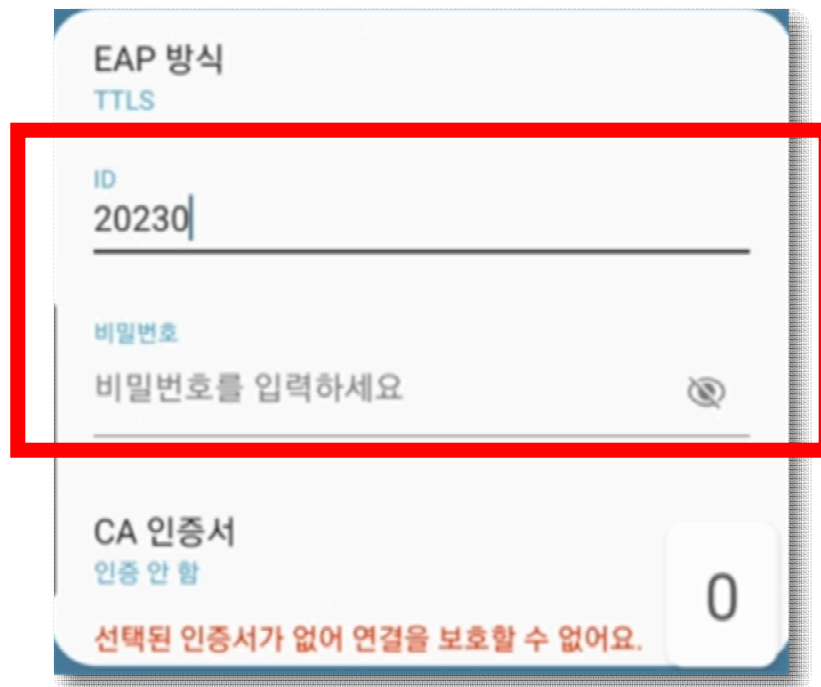 EAP 방식
TTLS
ID
20230
비밀번호
비밀번호를 입력하세요
CA 인증서
인증 안 함
0
선택된 인증서가 없어 연결을 보호할 수 없어요.